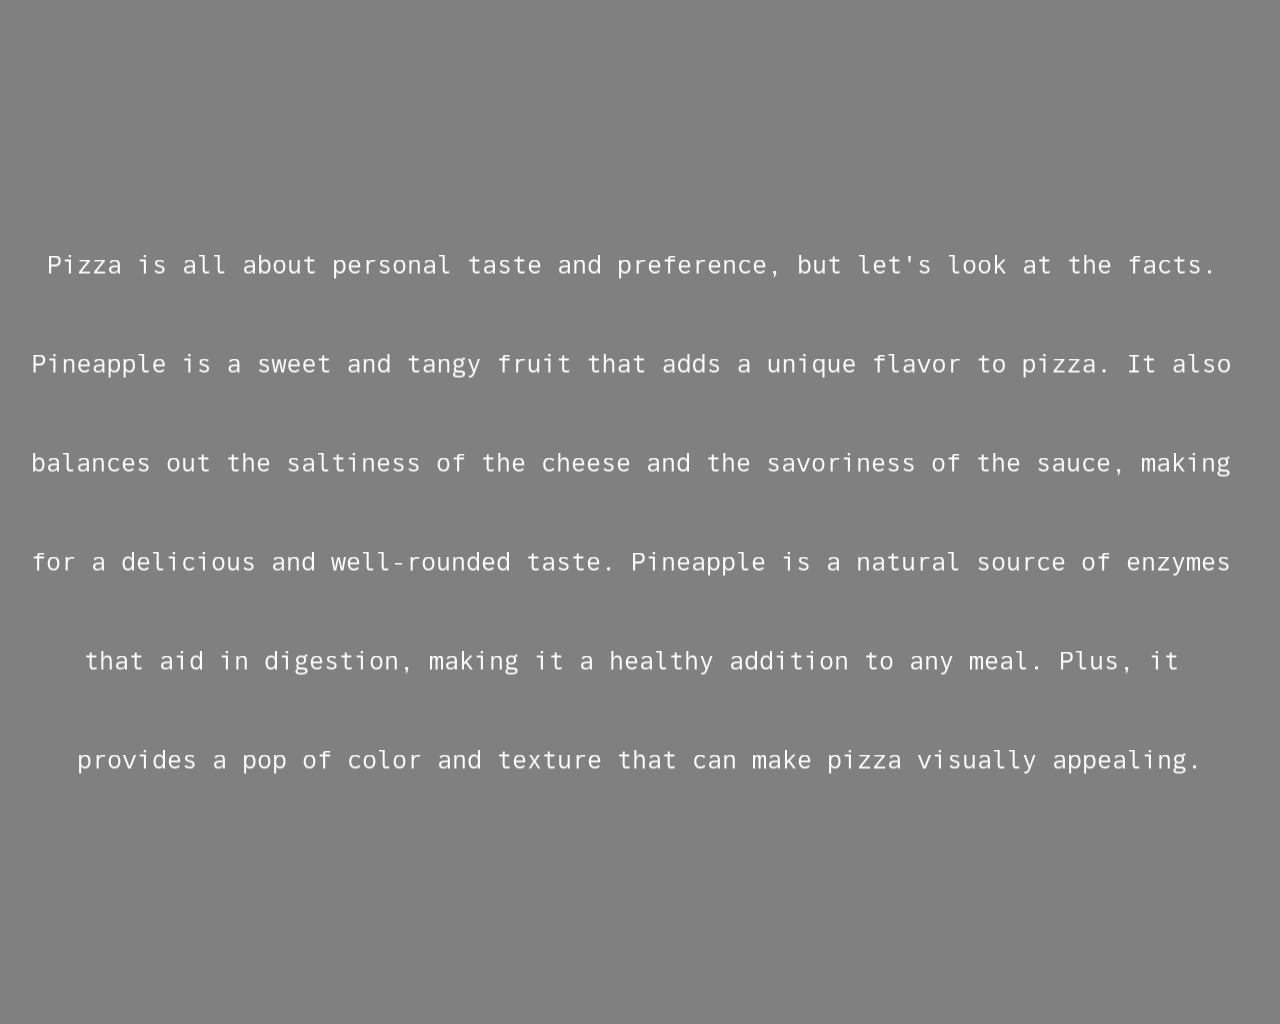 Pizza is all about personal taste and preference, but let's look at the facts.
Pineapple is a sweet and tangy fruit that adds a unique flavor to pizza. It also
balances out the saltiness of the cheese and the savoriness of the sauce, making
for a delicious and well-rounded taste. Pineapple is a natural source of enzymes
that aid in digestion, making it a healthy addition to any meal. Plus, it
provides a pop of color and texture that can make pizza visually appealing.